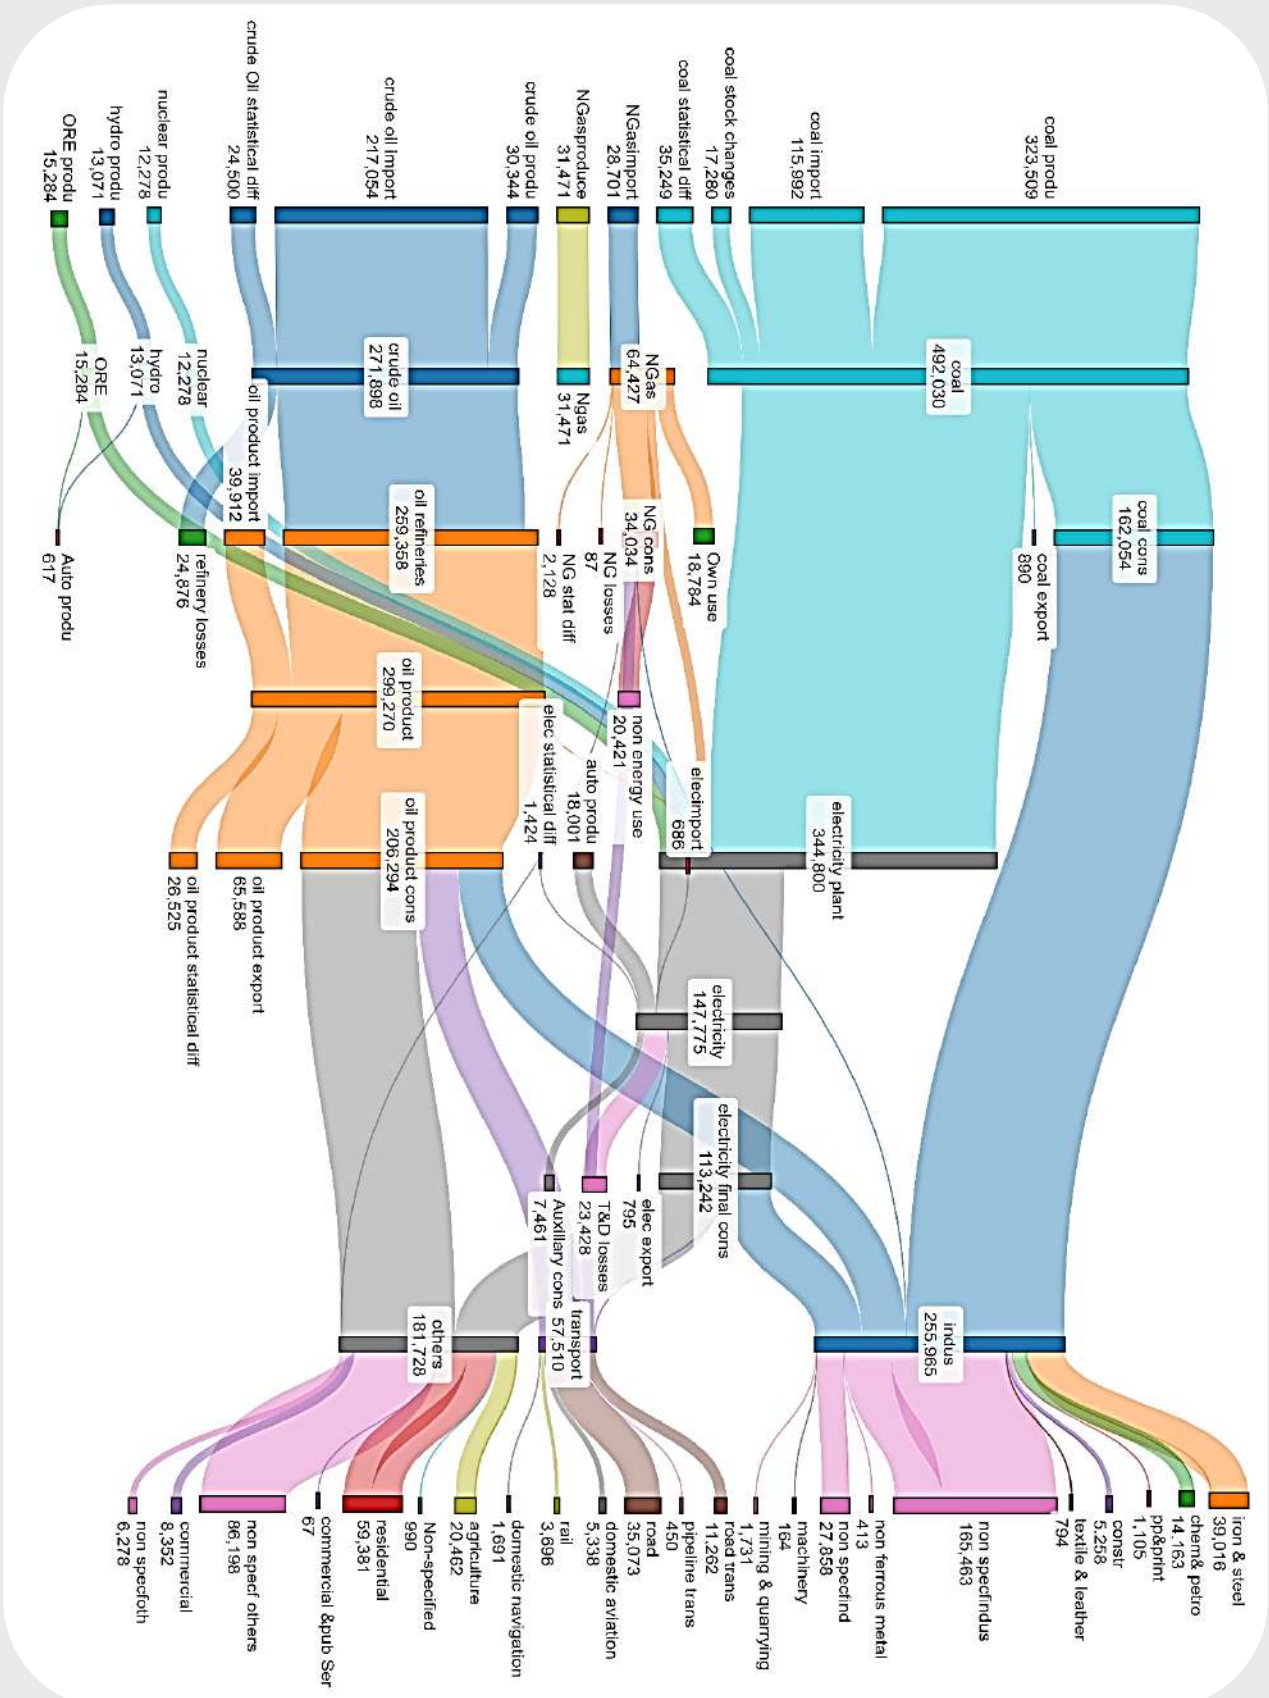 coal produ
323,509
coal import
115,992
coal stock changes
17,280
coal statistical diff
35,249
NGasimport
28,701
NGasproduce
31,471
crude oil produ
30,344
crude oil import
217,054
crude Oil statistical diff
24,500
nuclear produ
12,278
hydro produ
13,071
ORE produ
15,284
coal
492,030
NGas
64,427
Ngas
31,471
crude oil
271,898
nuclear
12,278
hydro
13,071
ORE
15,284
coal cons
162,054
coal export
890
Own use
18,784
NG cons
34,034
NG losses
87
NG stat diff
2,128
oil refineries
259,358
oil product import
39,912
refinery losses
24,876
Auto produ
617
non energy use
20,421
oil product
299,270
electricity plant
344,800
elecimport
686
auto produ
18,001
elec statistical diff
1,424
oil product cons
206,294
oil product export
65,588
oil product statistical diff
26,525
electricity
147,775
electricity final cons
113,242
elec export
795
T&D losses
23,428
Auxillary cons
7,461
indus
255,965
transport
57,510
others
181,728
iron & steel
39,016
chem& petro
14,163
pp&print
1,105
constr
5,258
textile & leather
794
non specfindus
165,463
non ferrous metal
413
non specfind
27,858
machinery
164
mining & quarrying
1,731
road trans
11,262
pipeline trans
450
road
35,073
domestic aviation
5,338
rail
3,696
domestic navigation
1,691
agriculture
20,462
Non-specified
990
residential
59,381
commercial &pub Ser
67
non specf others
86,198
commercial
8,352
non specfoth
6,278